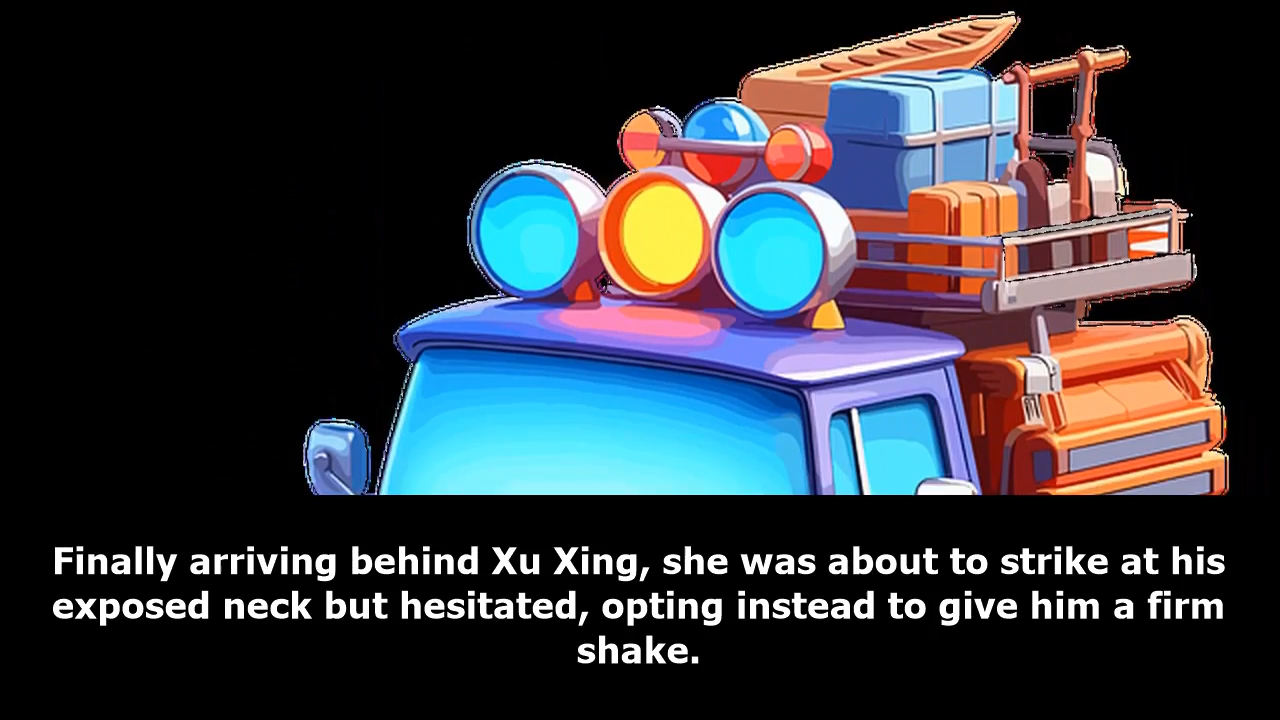 Finally arriving behind Xu Xing, she was about to strike at his
exposed neck but hesitated, opting instead to give him a firm
shake.